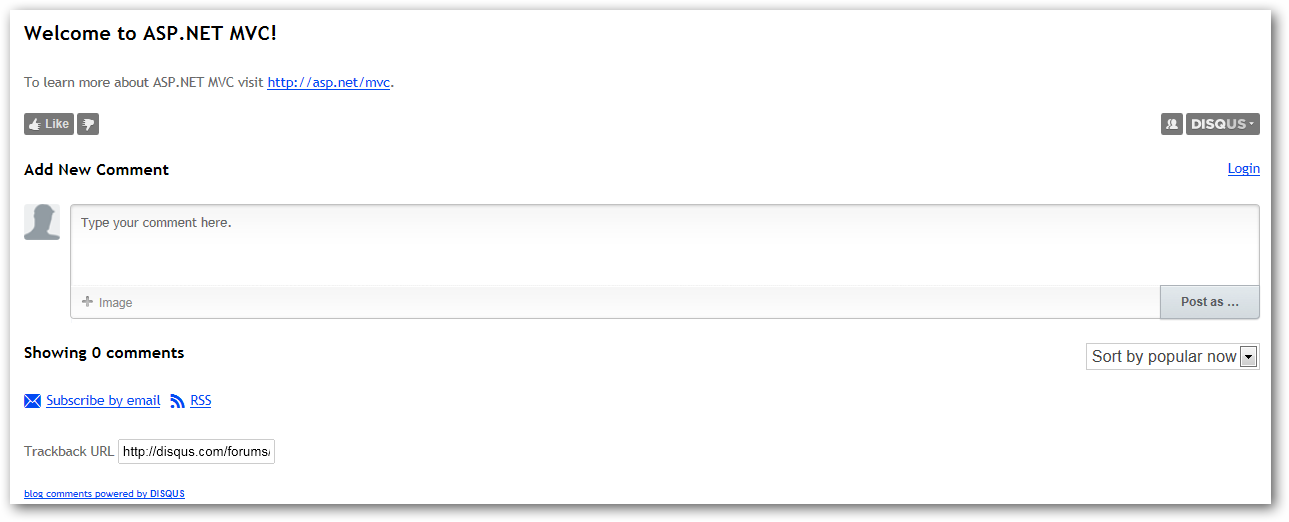 Welcome to ASP.NET MVC!
To learn more about ASP.NET MVC visit http://asp.net/mvc.
Like DISQUS
Add New Comment Login
Type your comment here.
Image Post as ...
Showing 0 comments Sort by popular now
Subscribe by email RSS
Trackback URL http://disqus.com/forums/
blog comments powered by DISQUS